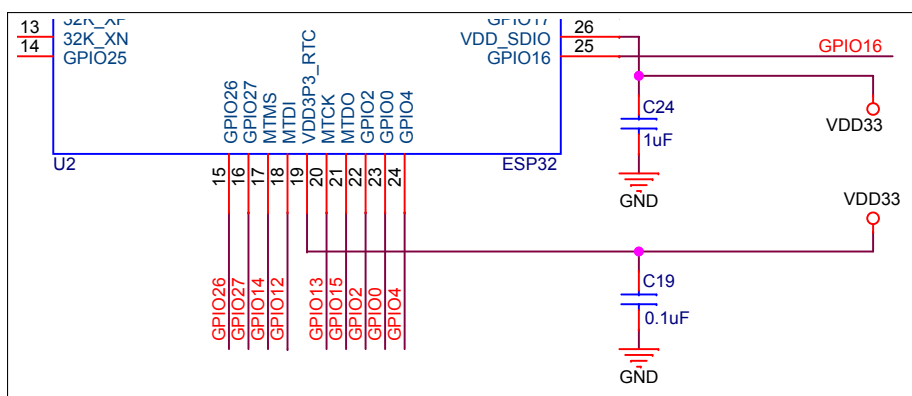 13
32K_XP
32K_XN
14
GPIO25
GPIO17
26
VDD_SDIO
25
GPIO16
GPIO16
GPIO26
GPIO27
MTMS
MTDI
VDD3P3_RTC
MTCK
MTDO
GPIO2
GPIO0
GPIO4
C24
1uF
VDD33
GND
U2
ESP32
15
16
17
18
19
20
21
22
23
24
VDD33
GPIO26
GPIO27
GPIO14
GPIO12
GPIO13
GPIO15
GPIO2
GPIO0
GPIO4
C19
0.1uF
GND